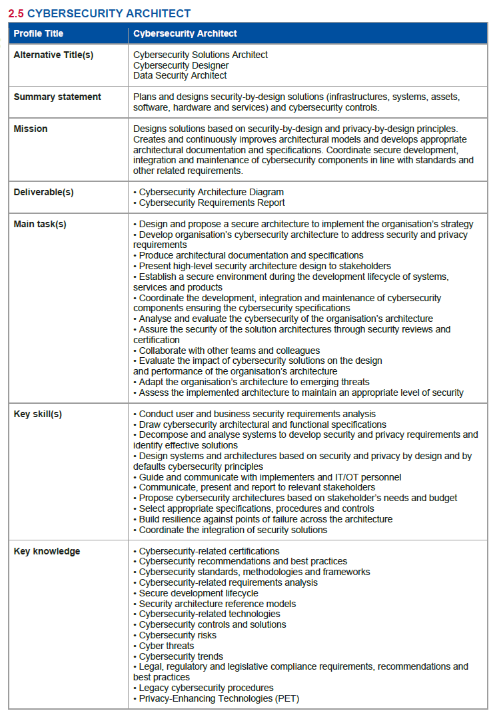 2.5 CYBERSECURITY ARCHITECT
Profile Title Cybersecurity Architect
Alternative Title(s) Cybersecurity Solutions Architect
Cybersecurity Designer
Data Security Architect
Summary statement Plans and designs security-by-design solutions (infrastructures, systems, assets,
software, hardware and services) and cybersecurity controls.
Mission Designs solutions based on security-by-design and privacy-by-design principles.
Creates and continuously improves architectural models and develops appropriate
architectural documentation and specifications. Coordinate secure development,
integration and maintenance of cybersecurity components in line with standards and
other related requirements.
Deliverable(s) • Cybersecurity Architecture Diagram
• Cybersecurity Requirements Report
Main task(s) • Design and propose a secure architecture to implement the organisation's strategy
• Develop organisation's cybersecurity architecture to address security and privacy
requirements
• Produce architectural documentation and specifications
• Present high-level security architecture design to stakeholders
• Establish a secure environment during the development lifecycle of systems,
services and products
• Coordinate the development, integration and maintenance of cybersecurity
components ensuring the cybersecurity specifications
• Analyse and evaluate the cybersecurity of the organisation's architecture
• Assure the security of the solution architectures through security reviews and
certification
• Collaborate with other teams and colleagues
• Evaluate the impact of cybersecurity solutions on the design
and performance of the organisation's architecture
• Adapt the organisation's architecture to emerging threats
• Assess the implemented architecture to maintain an appropriate level of security
Key skill(s) • Conduct user and business security requirements analysis
• Draw cybersecurity architectural and functional specifications
• Decompose and analyse systems to develop security and privacy requirements and
identify effective solutions
• Design systems and architectures based on security and privacy by design and by
defaults cybersecurity principles
• Guide and communicate with implementers and IT/OT personnel
• Communicate, present and report to relevant stakeholders
• Propose cybersecurity architectures based on stakeholder's needs and budget
• Select appropriate specifications, procedures and controls
• Build resilience against points of failure across the architecture
• Coordinate the integration of security solutions
Key knowledge • Cybersecurity-related certifications
• Cybersecurity recommendations and best practices
• Cybersecurity standards, methodologies and frameworks
• Cybersecurity-related requirements analysis
• Secure development lifecycle
• Security architecture reference models
• Cybersecurity-related technologies
• Cybersecurity controls and solutions
• Cybersecurity risks
• Cyber threats
• Cybersecurity trends
• Legal, regulatory and legislative compliance requirements, recommendations and
best practices
• Legacy cybersecurity procedures
• Privacy-Enhancing Technologies (PET)